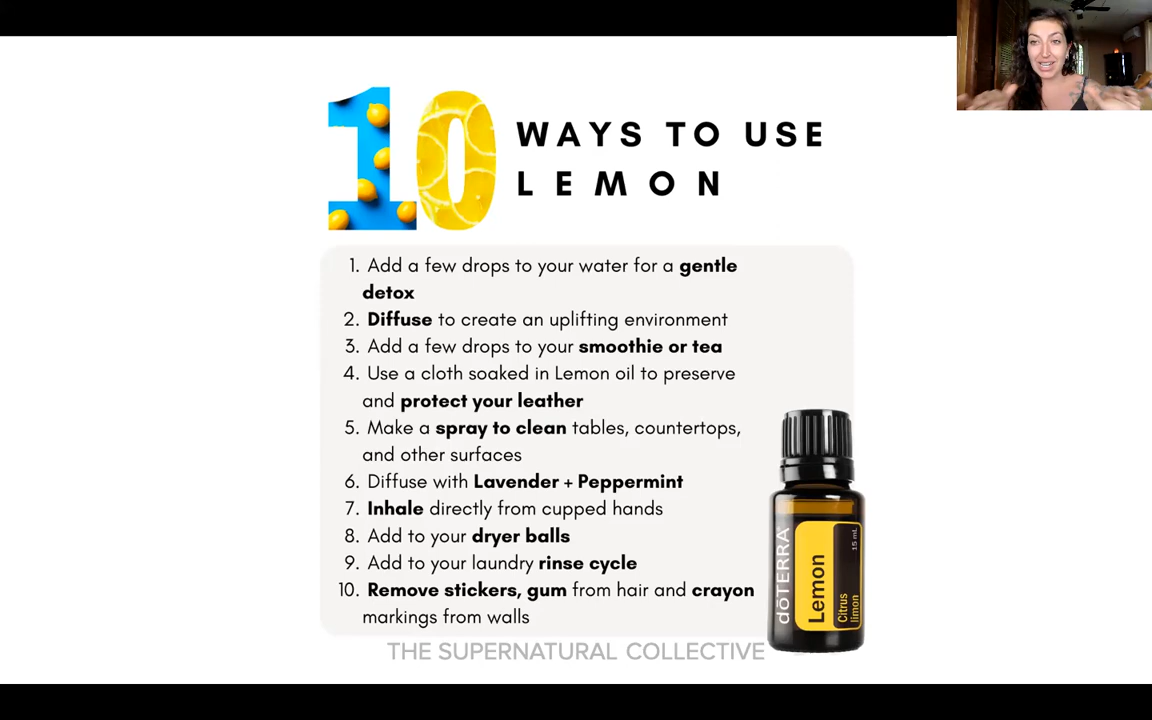 10 WAYS TO USE
LEMON
1. Add a few drops to your water for a gentle
detox
2. Diffuse to create an uplifting environment
3. Add a few drops to your smoothie or tea
4. Use a cloth soaked in Lemon oil to preserve
and protect your leather
5. Make a spray to clean tables, countertops,
and other surfaces
6. Diffuse with Lavender + Peppermint
7. Inhale directly from cupped hands
8. Add to your dryer balls
9. Add to your laundry rinse cycle
10. Remove stickers, gum from hair and crayon
markings from walls
dōTERRA
Lemon
Citrus
limon
15 mL
THE SUPERNATURAL COLLECTIVE